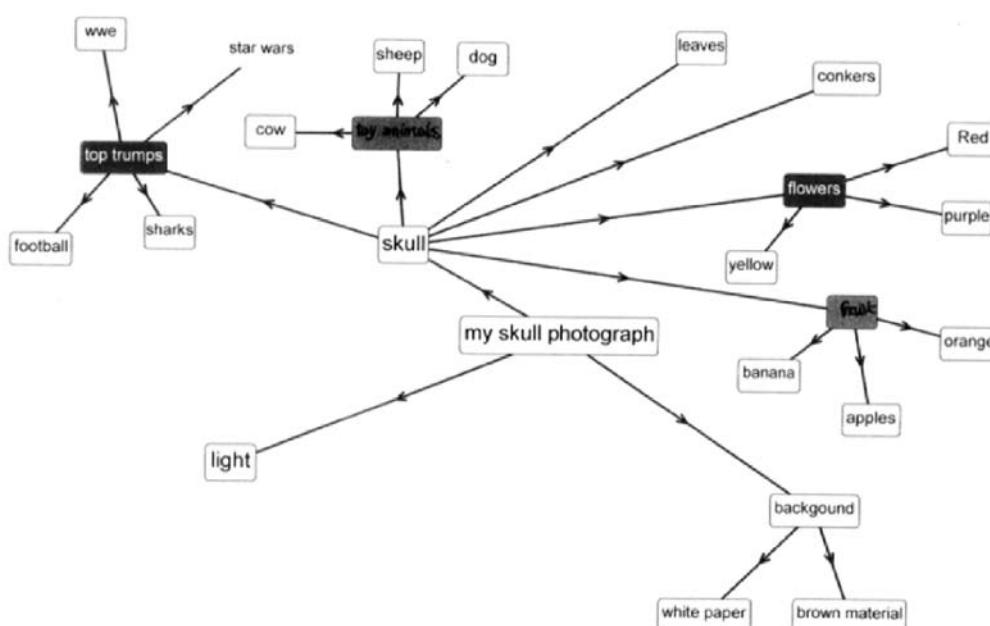 wwe
star wars
sheep
dog
leaves
conkers
cow
toy animals
Red
top trumps
flowers
purple
football
sharks
skull
yellow
fruit
my skull photograph
orange
banana
apples
light
backgound
white paper
brown material